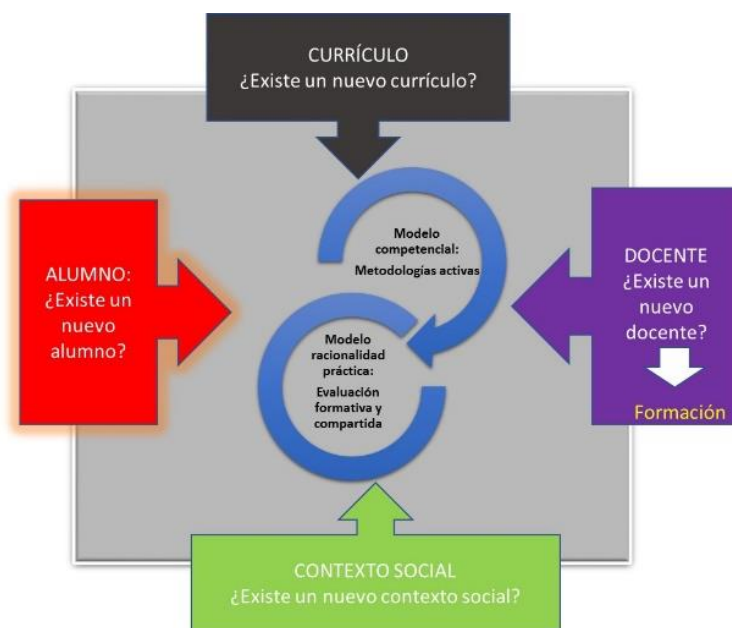 CURRÍCULO
¿Existe un nuevo currículo?
Modelo
competencial:
Metodologías activas
ALUMNO:
¿Existe un
nuevo
alumno?
DOCENTE
¿Existe un
nuevo
docente?
Formación
Modelo
racionalidad
práctica:
Evaluación
formativa y
compartida
CONTEXTO SOCIAL
¿Existe un nuevo contexto social?